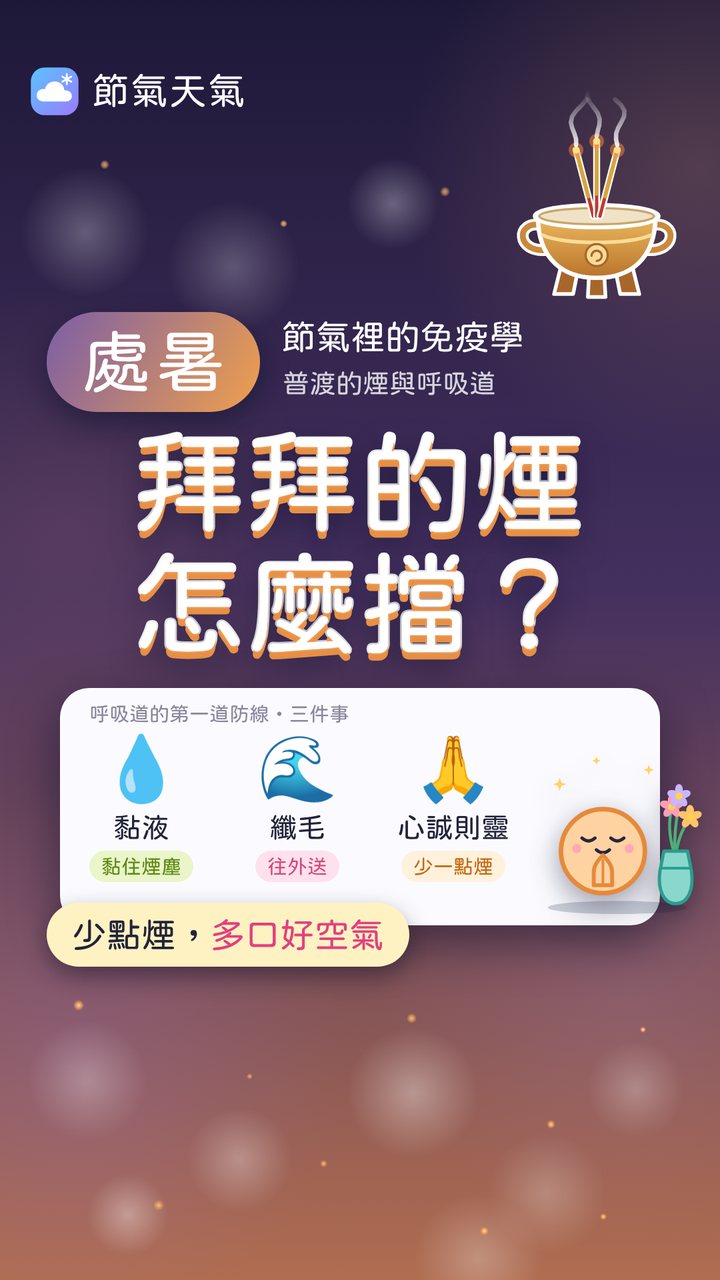 節氣天氣
處暑
節氣裡的免疫學
普渡的煙與呼吸道
拜拜的煙
怎麼擋？
呼吸道的第一道防線・三件事
黏液
纖毛
心誠則靈
黏住煙塵
往外送
少一點煙
少點煙，多口好空氣